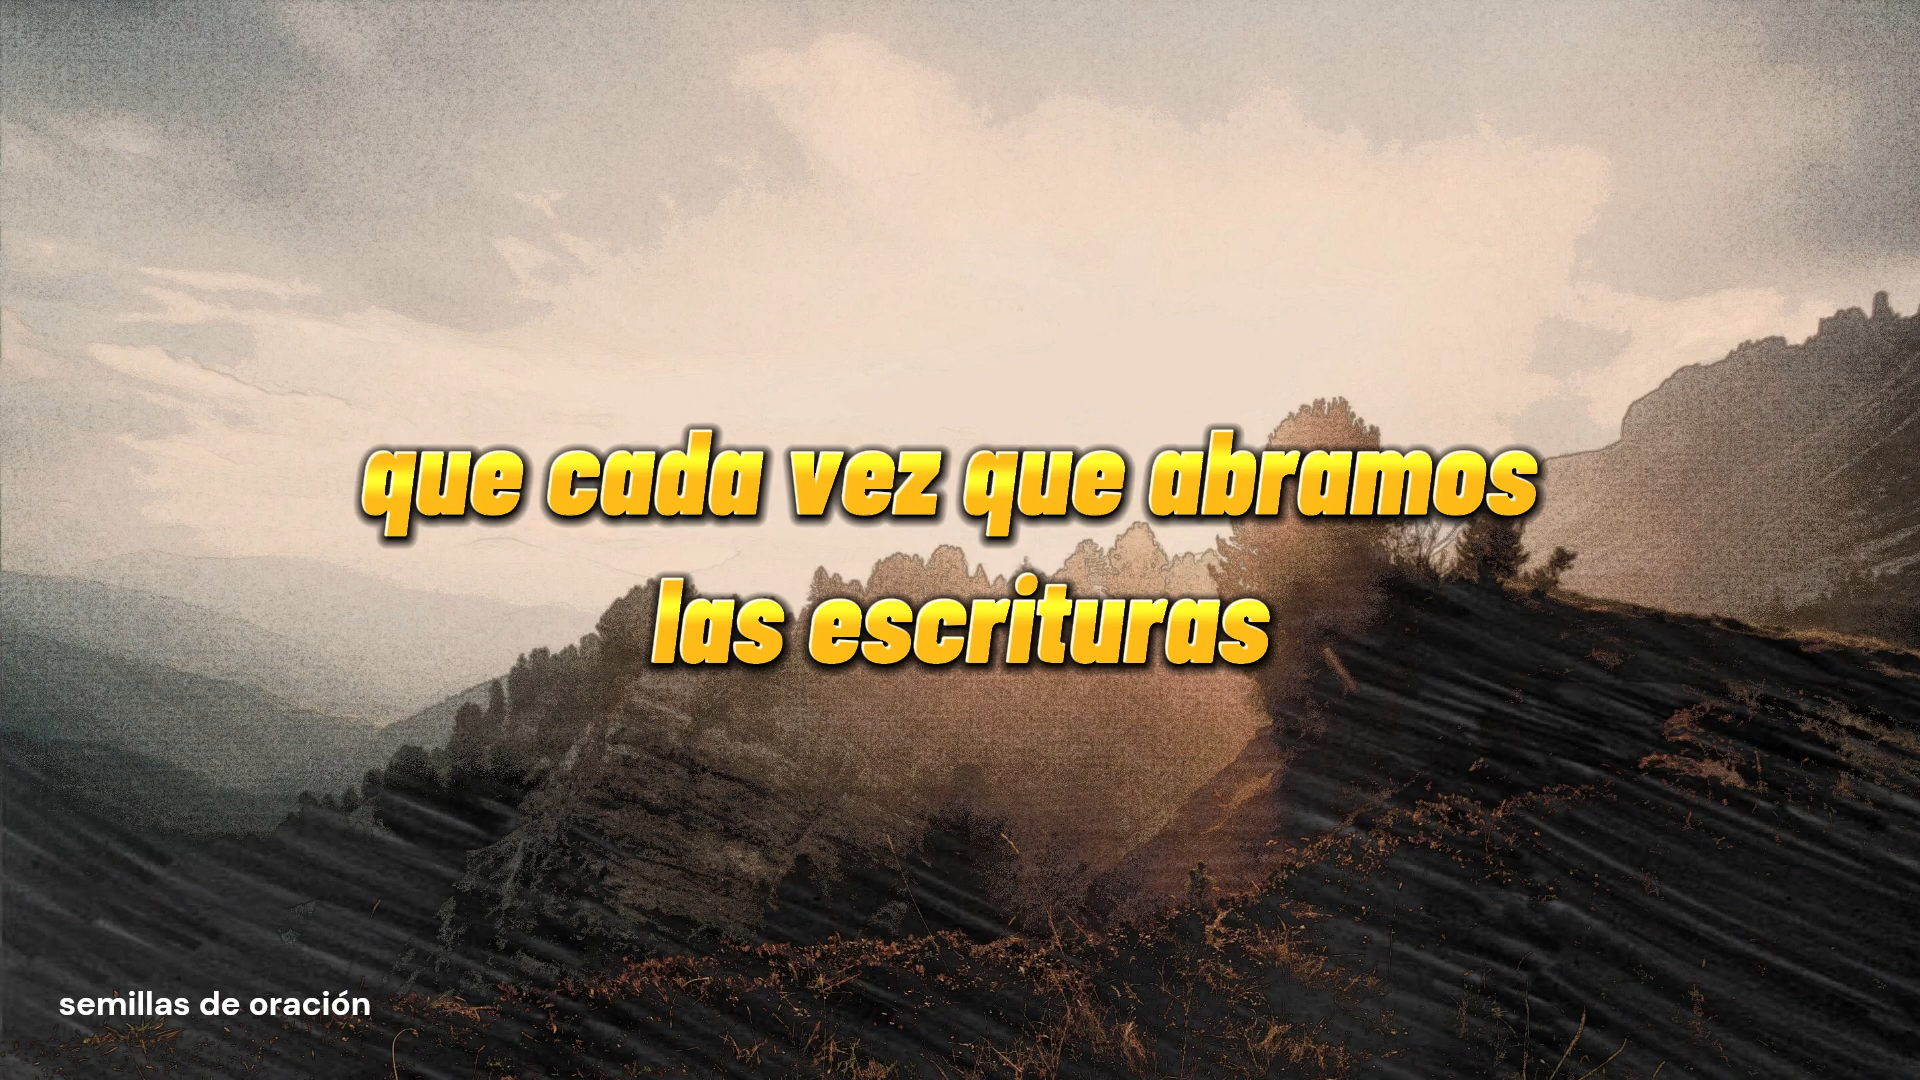 que cada vez que abramos
las escrituras
semillas de oración